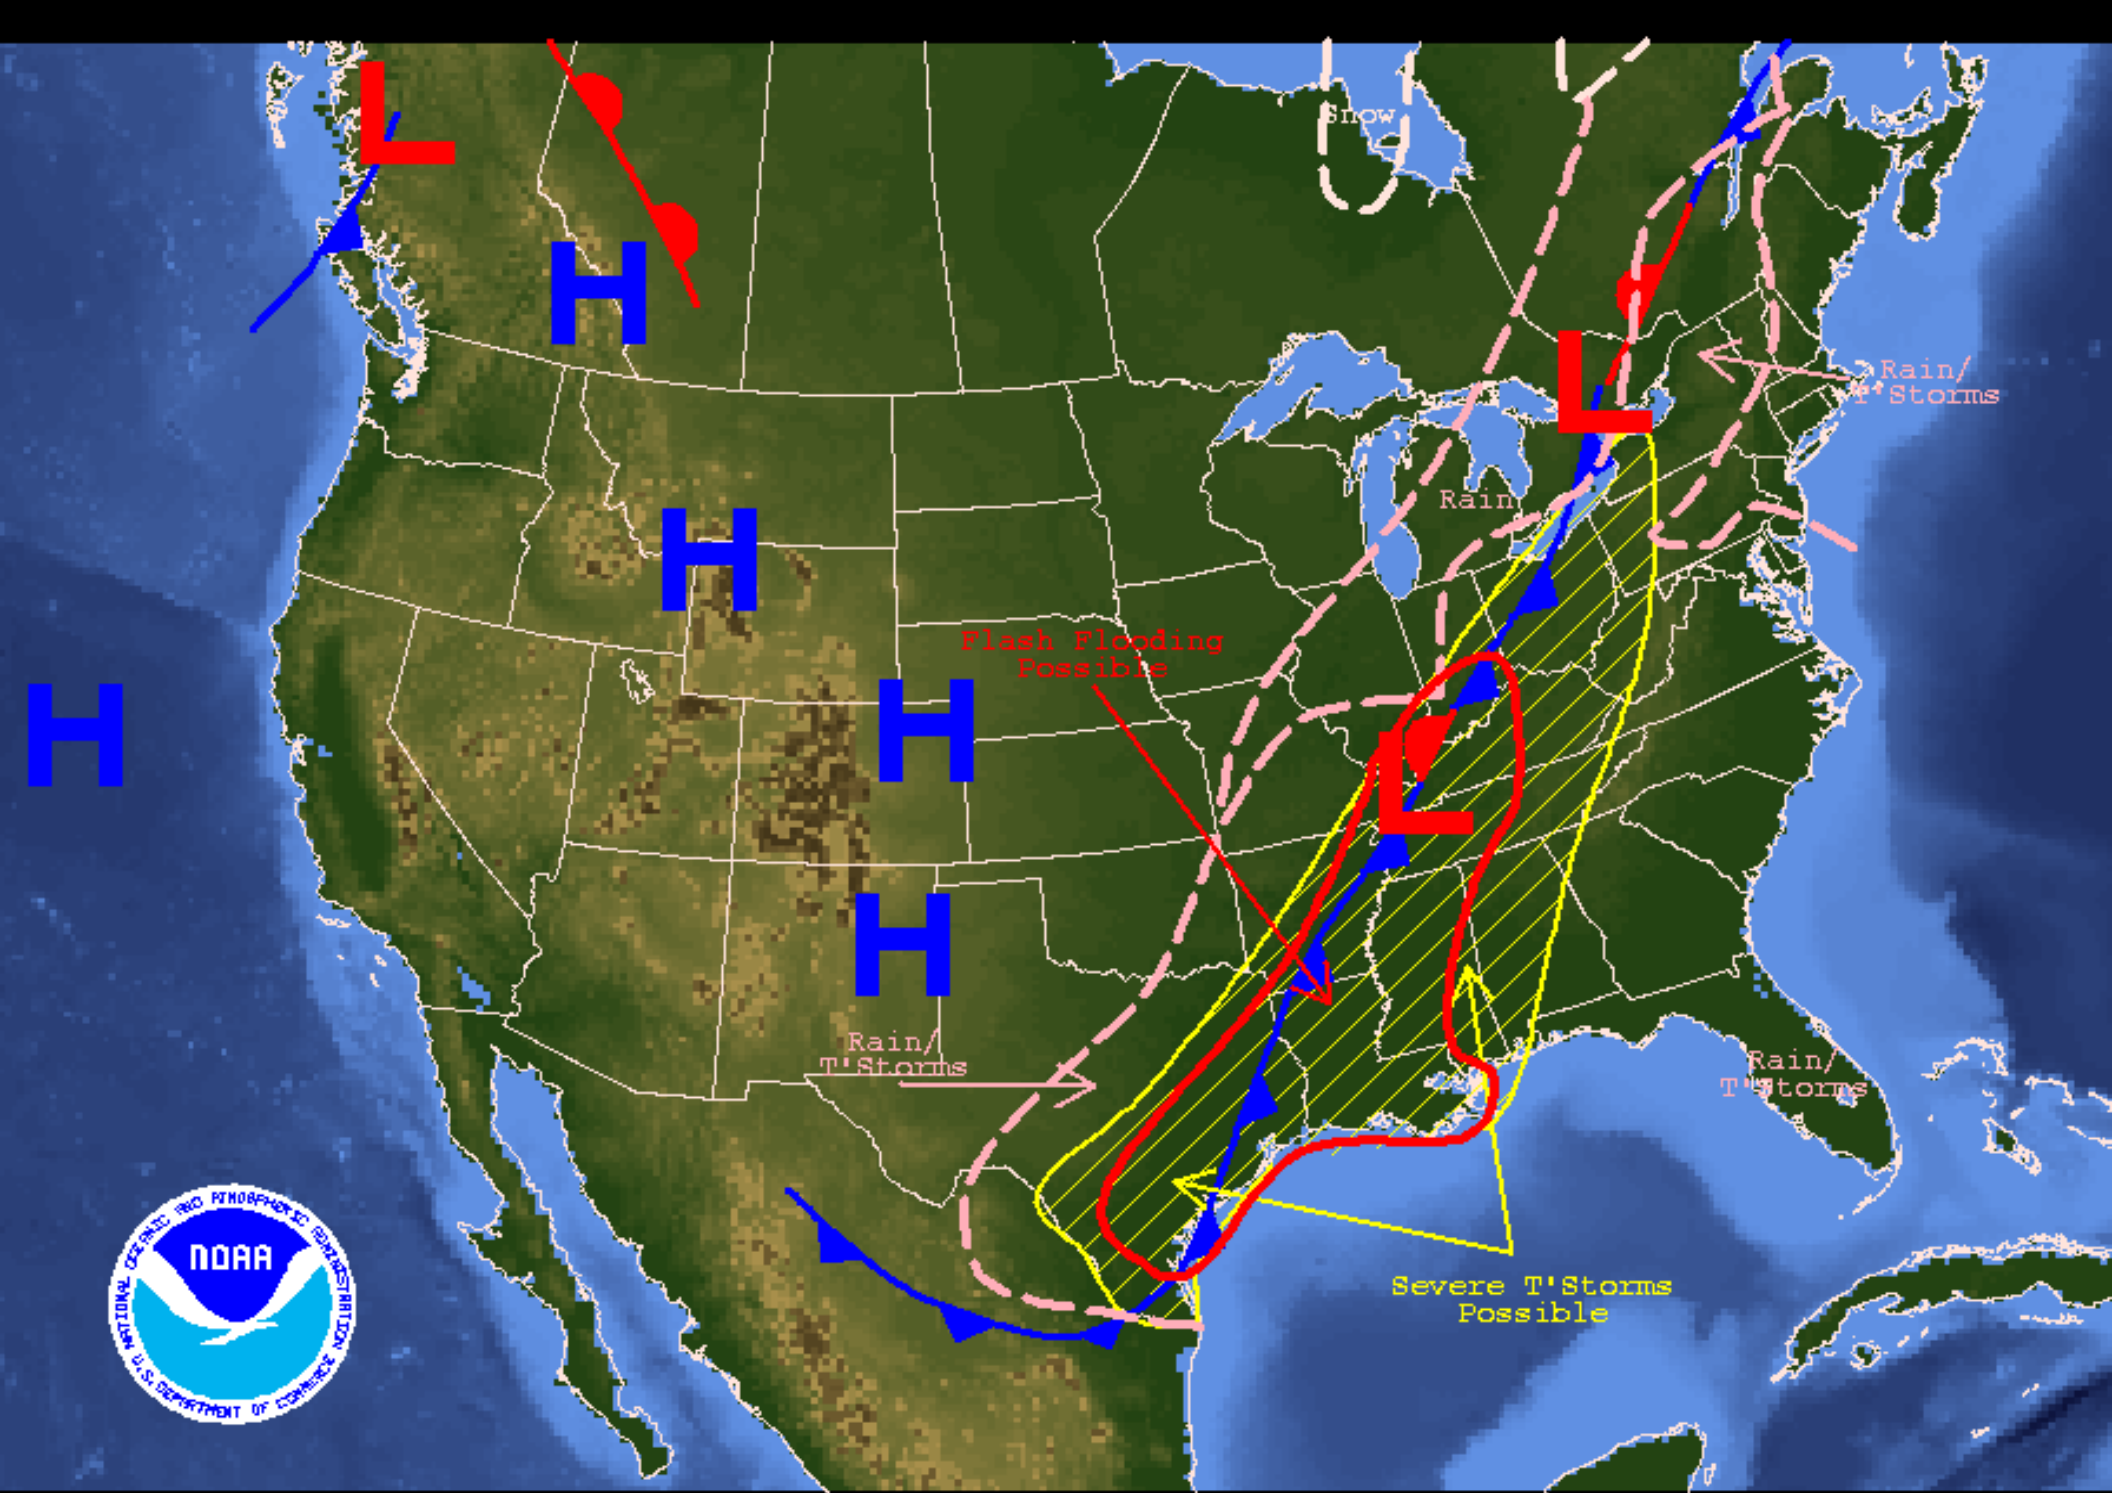 L
Snow
H
L
Rain/
T'Storms
Rain
H
Flash Flooding
Possible
H
H
L
H
Rain/
T'Storms
Rain/
T'Storms
NOAA
NATIONAL OCEANIC AND ATMOSPHERIC ADMINISTRATION
U.S. DEPARTMENT OF COMMERCE
Severe T'Storms
Possible